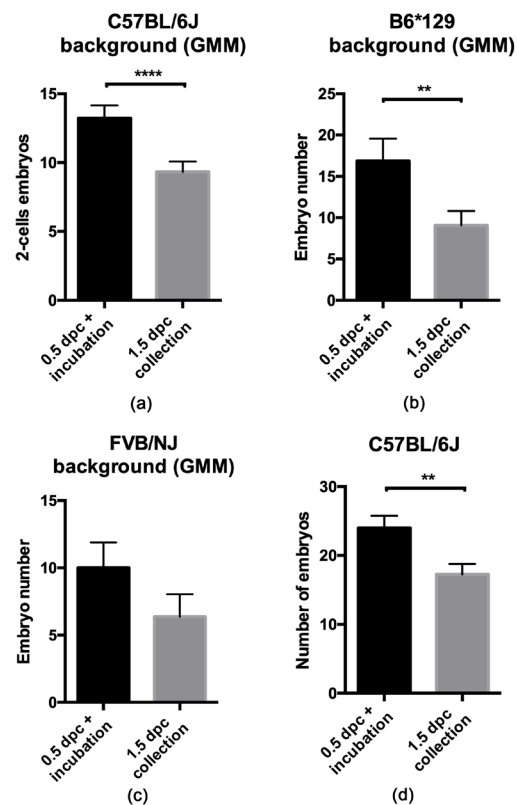 C57BL/6J
background (GMM)
****
15
10
5
0
2-cells embryos
0.5 dpc +
incubation
1.5 dpc
collection
(a)
B6*129
background (GMM)
**
25
20
15
10
5
0
Embryo number
0.5 dpc +
incubation
1.5 dpc
collection
(b)
FVB/NJ
background (GMM)
15
10
5
0
Embryo number
0.5 dpc +
incubation
1.5 dpc
collection
(c)
C57BL/6J
**
30
20
10
0
Number of embryos
0.5 dpc +
incubation
1.5 dpc
collection
(d)